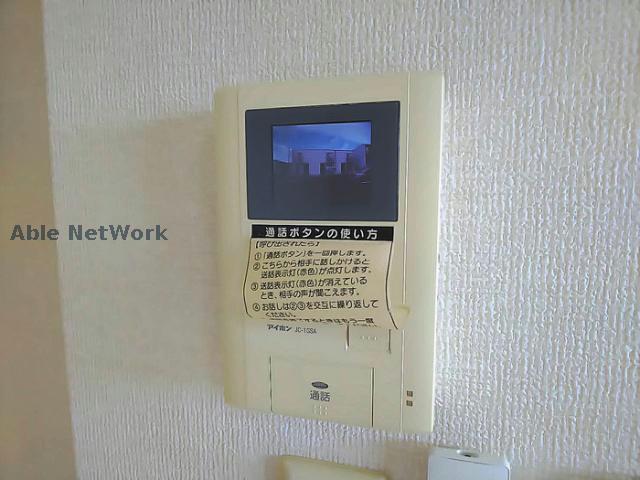 Able NetWork
通話ボタンの使い方
【呼び出されたら】
①「通話ボタン」を一回押します。
②こちらから相手に話しかけると
送話表示灯(赤色)が点灯します。
③送話表示灯(赤色)が消えている
とき、相手の声が聞こえます。
④お話しは②③を交互に繰り返して
ください。
アイホン JC-1SSA
通話